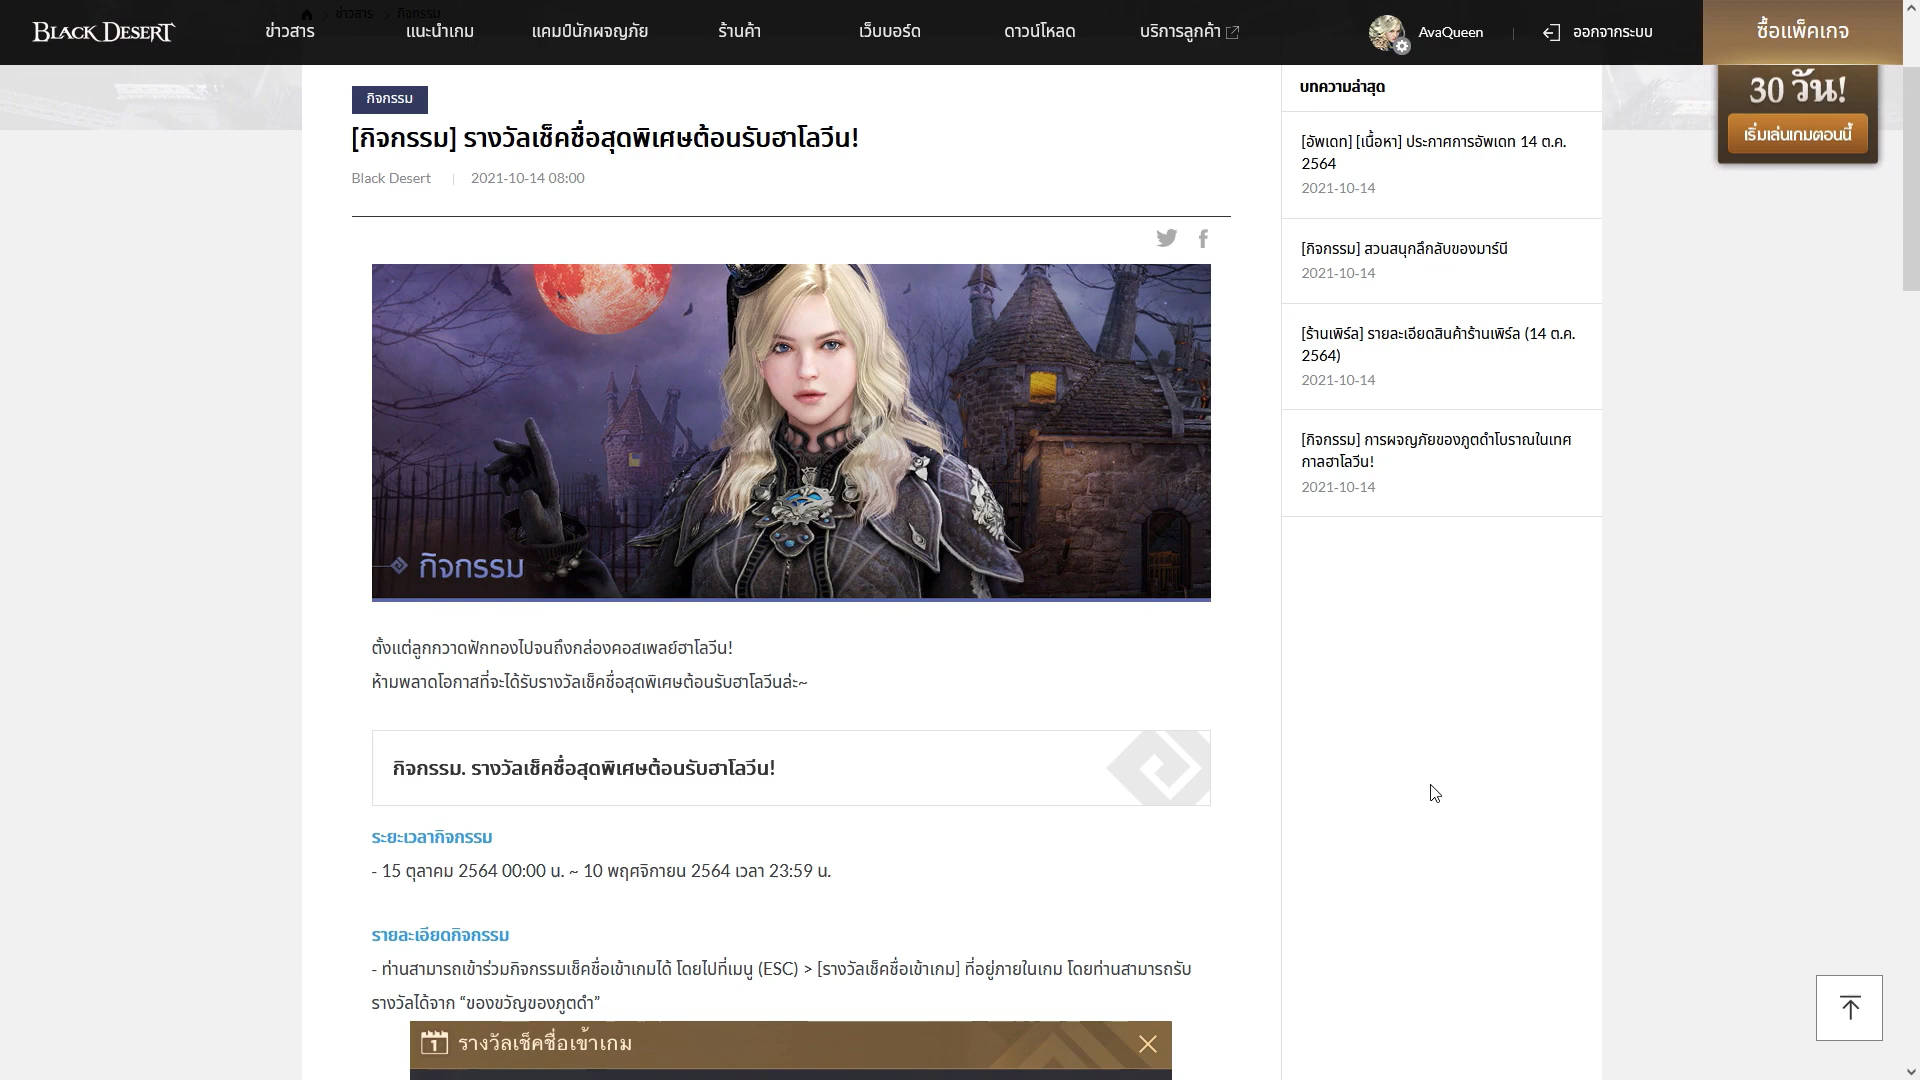 ข่าวสาร กิจกรรม
BLACK DESERT
ข่าวสาร
แนะนำเกม
แคมป์นักผจญภัย
ร้านค้า
เว็บบอร์ด
ดาวน์โหลด
บริการลูกค้า
AvaQueen
ออกจากระบบ
ซื้อแพ็คเกจ
30 วัน!
เริ่มเล่นเกมตอนนี้
กิจกรรม
[กิจกรรม] รางวัลเช็คชื่อสุดพิเศษต้อนรับฮาโลวีน!
Black Desert | 2021-10-14 08:00
กิจกรรม
ตั้งแต่ลูกกวาดฟักทองไปจนถึงกล่องคอสเพลย์ฮาโลวีน!
ห้ามพลาดโอกาสที่จะได้รับรางวัลเช็คชื่อสุดพิเศษต้อนรับฮาโลวีนล่ะ~
กิจกรรม. รางวัลเช็คชื่อสุดพิเศษต้อนรับฮาโลวีน!
ระยะเวลากิจกรรม
- 15 ตุลาคม 2564 00:00 น. ~ 10 พฤศจิกายน 2564 เวลา 23:59 น.
รายละเอียดกิจกรรม
- ท่านสามารถเข้าร่วมกิจกรรมเช็คชื่อเข้าเกมได้ โดยไปที่เมนู (ESC) > [รางวัลเช็คชื่อเข้าเกม] ที่อยู่ภายในเกม โดยท่านสามารถรับ
รางวัลได้จาก “ของขวัญของภูตดำ”
1 รางวัลเช็คชื่อเข้าเกม
บทความล่าสุด
[อัพเดท] [เนื้อหา] ประกาศการอัพเดท 14 ต.ค.
2564
2021-10-14
[กิจกรรม] สวนสนุกลึกลับของมาร์นี
2021-10-14
[ร้านเพิร์ล] รายละเอียดสินค้าร้านเพิร์ล (14 ต.ค.
2564)
2021-10-14
[กิจกรรม] การผจญภัยของภูตดำโบราณในเทศ
กาลฮาโลวีน!
2021-10-14